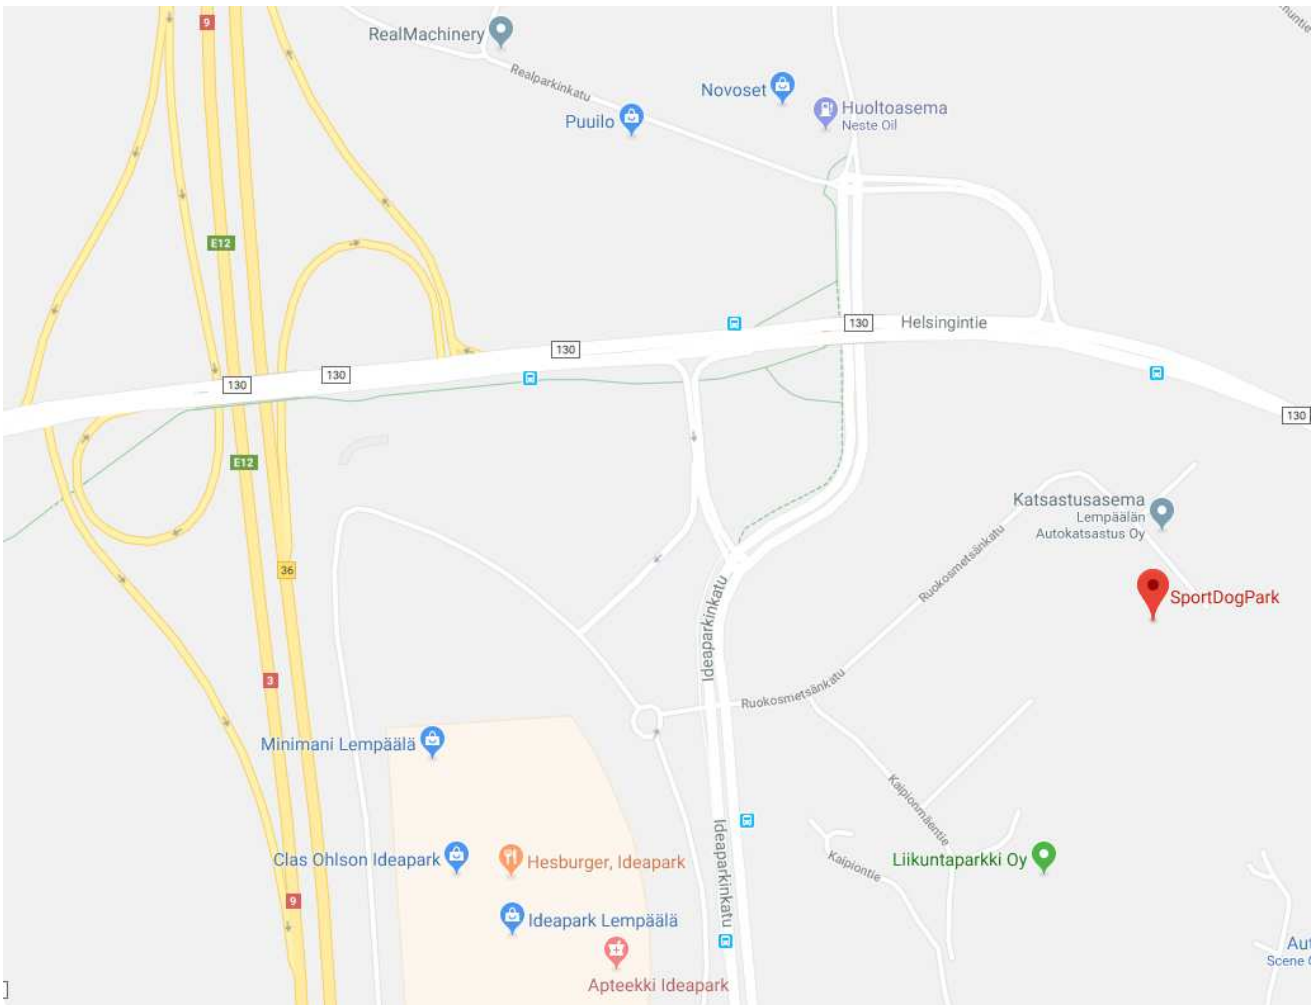 9
RealMachinery
Realparkinkatu
Novoset
Puuilo
Huoltoasema
Neste Oil
E12
130
Helsingintie
130
130
130
130
E12
Katsastusasema
Lempäälän
Autokatsastus Oy
36
Ruokosmetsänkatu
SportDogPark
Ideaparkinkatu
3
Ruokosmetsänkatu
Minimani Lempäälä
Kaipionmäentie
Ideaparkinkatu
Clas Ohlson Ideapark
Hesburger, Ideapark
Kaipiontie
Liikuntaparkki Oy
9
Ideapark Lempäälä
Apteekki Ideapark
Aut
Scene